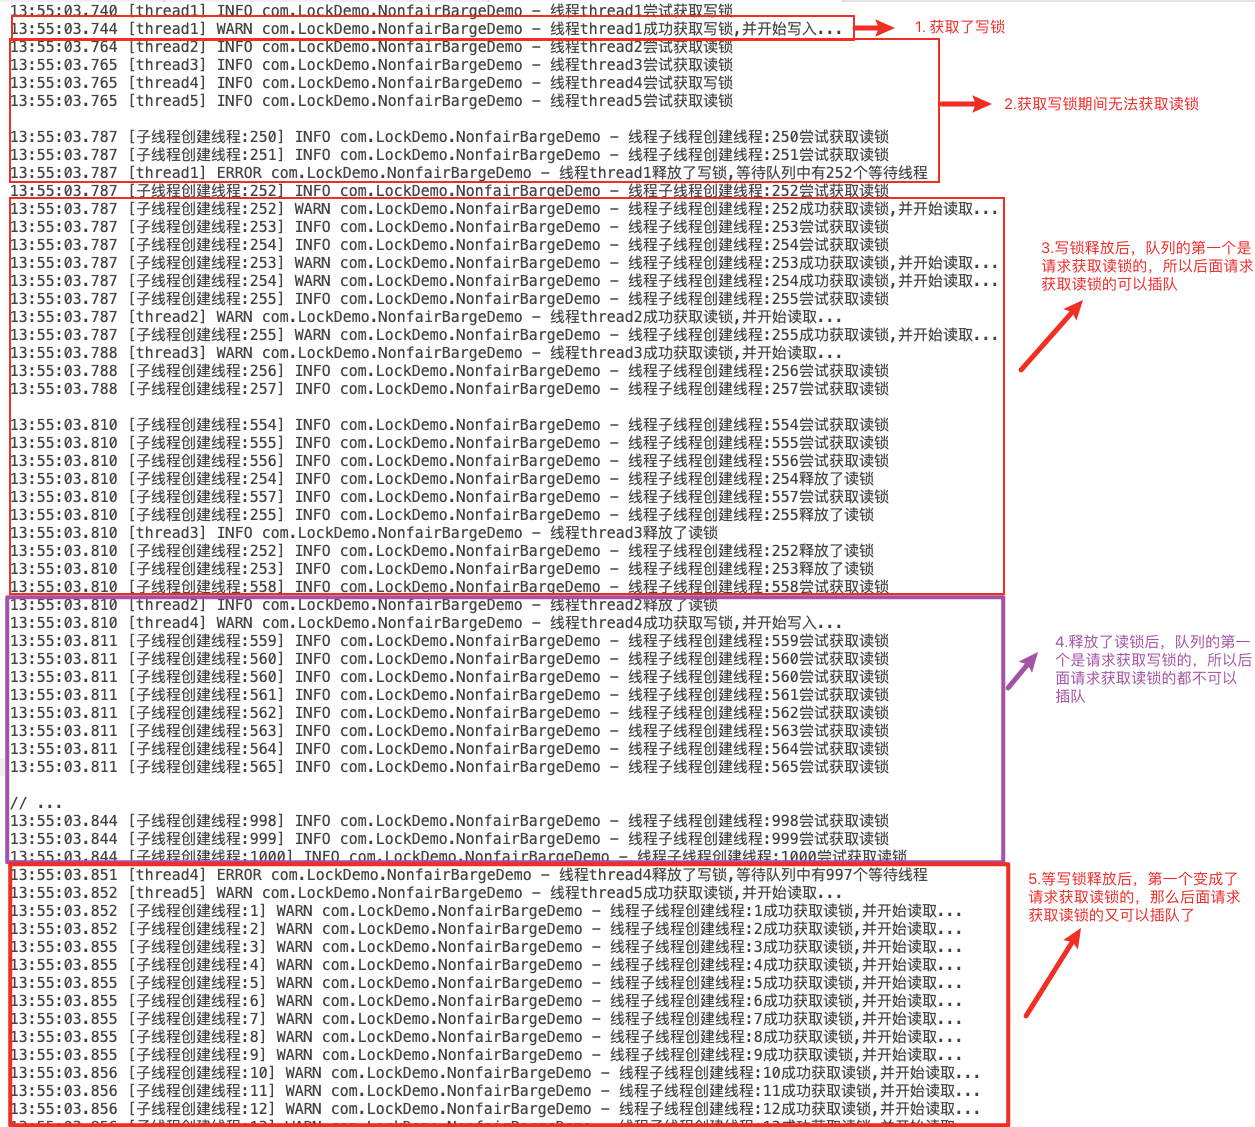 13:55:03.740 [thread1] INFO com.LockDemo.NonfairBargeDemo - 线程thread1尝试获取写锁
13:55:03.744 [thread1] WARN com.LockDemo.NonfairBargeDemo - 线程thread1成功获取写锁,并开始写入...
1. 获取了写锁
13:55:03.764 [thread2] INFO com.LockDemo.NonfairBargeDemo - 线程thread2尝试获取读锁
13:55:03.765 [thread3] INFO com.LockDemo.NonfairBargeDemo - 线程thread3尝试获取读锁
13:55:03.765 [thread4] INFO com.LockDemo.NonfairBargeDemo - 线程thread4尝试获取写锁
13:55:03.765 [thread5] INFO com.LockDemo.NonfairBargeDemo - 线程thread5尝试获取读锁
2.获取写锁期间无法获取读锁
13:55:03.787 [子线程创建线程:250] INFO com.LockDemo.NonfairBargeDemo - 线程子线程创建线程:250尝试获取读锁
13:55:03.787 [子线程创建线程:251] INFO com.LockDemo.NonfairBargeDemo - 线程子线程创建线程:251尝试获取读锁
13:55:03.787 [thread1] ERROR com.LockDemo.NonfairBargeDemo - 线程thread1释放了写锁,等待队列中有252个等待线程
13:55:03.787 [子线程创建线程:252] INFO com.LockDemo.NonfairBargeDemo - 线程子线程创建线程:252尝试获取读锁
13:55:03.787 [子线程创建线程:252] WARN com.LockDemo.NonfairBargeDemo - 线程子线程创建线程:252成功获取读锁,并开始读取...
13:55:03.787 [子线程创建线程:253] INFO com.LockDemo.NonfairBargeDemo - 线程子线程创建线程:253尝试获取读锁
13:55:03.787 [子线程创建线程:254] INFO com.LockDemo.NonfairBargeDemo - 线程子线程创建线程:254尝试获取读锁
13:55:03.787 [子线程创建线程:253] WARN com.LockDemo.NonfairBargeDemo - 线程子线程创建线程:253成功获取读锁,并开始读取...
13:55:03.787 [子线程创建线程:254] WARN com.LockDemo.NonfairBargeDemo - 线程子线程创建线程:254成功获取读锁,并开始读取...
13:55:03.787 [子线程创建线程:255] INFO com.LockDemo.NonfairBargeDemo - 线程子线程创建线程:255尝试获取读锁
13:55:03.787 [thread2] WARN com.LockDemo.NonfairBargeDemo - 线程thread2成功获取读锁,并开始读取...
13:55:03.787 [子线程创建线程:255] WARN com.LockDemo.NonfairBargeDemo - 线程子线程创建线程:255成功获取读锁,并开始读取...
13:55:03.788 [thread3] WARN com.LockDemo.NonfairBargeDemo - 线程thread3成功获取读锁,并开始读取...
13:55:03.788 [子线程创建线程:256] INFO com.LockDemo.NonfairBargeDemo - 线程子线程创建线程:256尝试获取读锁
13:55:03.788 [子线程创建线程:257] INFO com.LockDemo.NonfairBargeDemo - 线程子线程创建线程:257尝试获取读锁
3.写锁释放后，队列的第一个是
请求获取读锁的，所以后面请求
获取读锁的可以插队
13:55:03.810 [子线程创建线程:554] INFO com.LockDemo.NonfairBargeDemo - 线程子线程创建线程:554尝试获取读锁
13:55:03.810 [子线程创建线程:555] INFO com.LockDemo.NonfairBargeDemo - 线程子线程创建线程:555尝试获取读锁
13:55:03.810 [子线程创建线程:556] INFO com.LockDemo.NonfairBargeDemo - 线程子线程创建线程:556尝试获取读锁
13:55:03.810 [子线程创建线程:254] INFO com.LockDemo.NonfairBargeDemo - 线程子线程创建线程:254释放了读锁
13:55:03.810 [子线程创建线程:557] INFO com.LockDemo.NonfairBargeDemo - 线程子线程创建线程:557尝试获取读锁
13:55:03.810 [子线程创建线程:255] INFO com.LockDemo.NonfairBargeDemo - 线程子线程创建线程:255释放了读锁
13:55:03.810 [thread3] INFO com.LockDemo.NonfairBargeDemo - 线程thread3释放了读锁
13:55:03.810 [子线程创建线程:252] INFO com.LockDemo.NonfairBargeDemo - 线程子线程创建线程:252释放了读锁
13:55:03.810 [子线程创建线程:253] INFO com.LockDemo.NonfairBargeDemo - 线程子线程创建线程:253释放了读锁
13:55:03.810 [子线程创建线程:558] INFO com.LockDemo.NonfairBargeDemo - 线程子线程创建线程:558尝试获取读锁
13:55:03.810 [thread2] INFO com.LockDemo.NonfairBargeDemo - 线程thread2释放了读锁
13:55:03.810 [thread4] WARN com.LockDemo.NonfairBargeDemo - 线程thread4成功获取写锁,并开始写入...
13:55:03.811 [子线程创建线程:559] INFO com.LockDemo.NonfairBargeDemo - 线程子线程创建线程:559尝试获取读锁
13:55:03.811 [子线程创建线程:560] INFO com.LockDemo.NonfairBargeDemo - 线程子线程创建线程:560尝试获取读锁
13:55:03.811 [子线程创建线程:560] INFO com.LockDemo.NonfairBargeDemo - 线程子线程创建线程:560尝试获取读锁
13:55:03.811 [子线程创建线程:561] INFO com.LockDemo.NonfairBargeDemo - 线程子线程创建线程:561尝试获取读锁
13:55:03.811 [子线程创建线程:562] INFO com.LockDemo.NonfairBargeDemo - 线程子线程创建线程:562尝试获取读锁
13:55:03.811 [子线程创建线程:563] INFO com.LockDemo.NonfairBargeDemo - 线程子线程创建线程:563尝试获取读锁
13:55:03.811 [子线程创建线程:564] INFO com.LockDemo.NonfairBargeDemo - 线程子线程创建线程:564尝试获取读锁
13:55:03.811 [子线程创建线程:565] INFO com.LockDemo.NonfairBargeDemo - 线程子线程创建线程:565尝试获取读锁
4.释放了读锁后，队列的第一
个是请求获取写锁的，所以后
面请求获取读锁的都不可以
插队
// ...
13:55:03.844 [子线程创建线程:998] INFO com.LockDemo.NonfairBargeDemo - 线程子线程创建线程:998尝试获取读锁
13:55:03.844 [子线程创建线程:999] INFO com.LockDemo.NonfairBargeDemo - 线程子线程创建线程:999尝试获取读锁
13:55:03.844 [子线程创建线程:1000] INFO com.LockDemo.NonfairBargeDemo - 线程子线程创建线程:1000尝试获取读锁
13:55:03.851 [thread4] ERROR com.LockDemo.NonfairBargeDemo - 线程thread4释放了写锁,等待队列中有997个等待线程
13:55:03.852 [thread5] WARN com.LockDemo.NonfairBargeDemo - 线程thread5成功获取读锁,并开始读取...
13:55:03.852 [子线程创建线程:1] WARN com.LockDemo.NonfairBargeDemo - 线程子线程创建线程:1成功获取读锁,并开始读取...
13:55:03.852 [子线程创建线程:2] WARN com.LockDemo.NonfairBargeDemo - 线程子线程创建线程:2成功获取读锁,并开始读取...
13:55:03.855 [子线程创建线程:3] WARN com.LockDemo.NonfairBargeDemo - 线程子线程创建线程:3成功获取读锁,并开始读取...
13:55:03.855 [子线程创建线程:4] WARN com.LockDemo.NonfairBargeDemo - 线程子线程创建线程:4成功获取读锁,并开始读取...
13:55:03.855 [子线程创建线程:5] WARN com.LockDemo.NonfairBargeDemo - 线程子线程创建线程:5成功获取读锁,并开始读取...
13:55:03.855 [子线程创建线程:6] WARN com.LockDemo.NonfairBargeDemo - 线程子线程创建线程:6成功获取读锁,并开始读取...
13:55:03.855 [子线程创建线程:7] WARN com.LockDemo.NonfairBargeDemo - 线程子线程创建线程:7成功获取读锁,并开始读取...
13:55:03.855 [子线程创建线程:8] WARN com.LockDemo.NonfairBargeDemo - 线程子线程创建线程:8成功获取读锁,并开始读取...
13:55:03.855 [子线程创建线程:9] WARN com.LockDemo.NonfairBargeDemo - 线程子线程创建线程:9成功获取读锁,并开始读取...
13:55:03.856 [子线程创建线程:10] WARN com.LockDemo.NonfairBargeDemo - 线程子线程创建线程:10成功获取读锁,并开始读取...
13:55:03.856 [子线程创建线程:11] WARN com.LockDemo.NonfairBargeDemo - 线程子线程创建线程:11成功获取读锁,并开始读取...
13:55:03.856 [子线程创建线程:12] WARN com.LockDemo.NonfairBargeDemo - 线程子线程创建线程:12成功获取读锁,并开始读取...
5.等写锁释放后，第一个变成了
请求获取读锁的，那么后面请求
获取读锁的又可以插队了